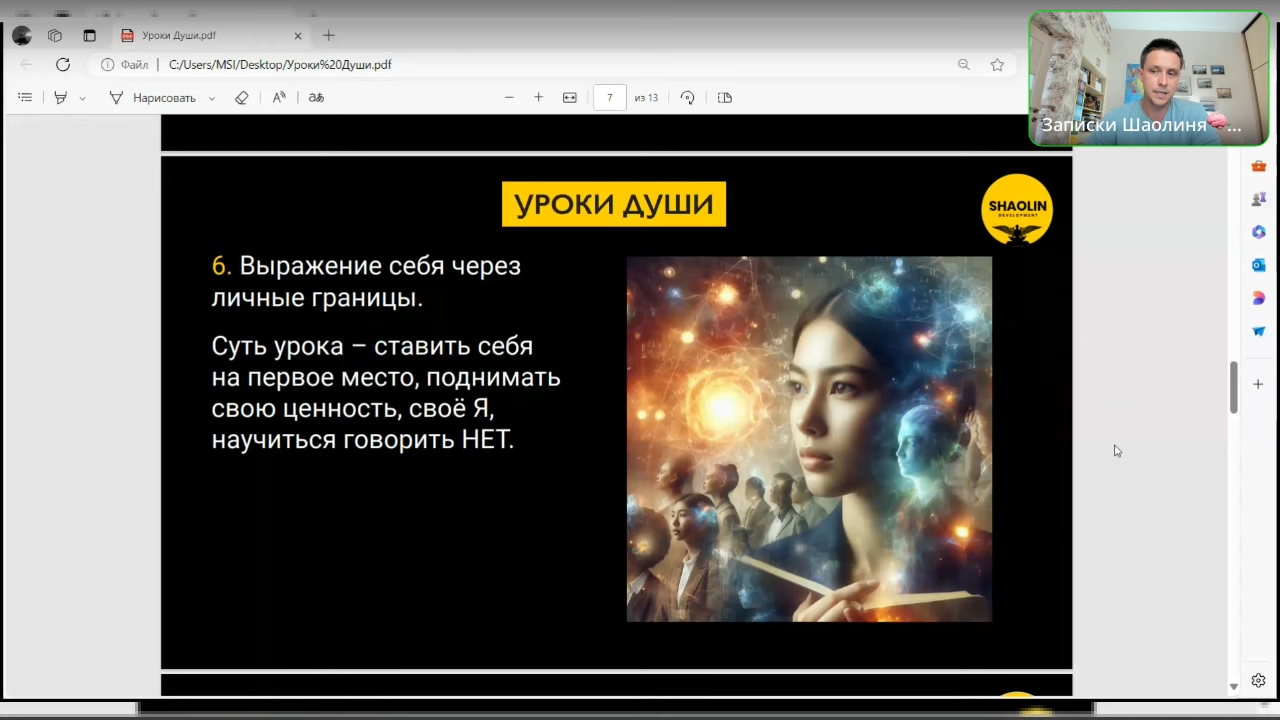 Уроки Души.pdf
Файл
C:/Users/MSI/Desktop/Уроки%20Души.pdf
Нарисовать
7
из 13
Записки Шаолиня🧠...
УРОКИ ДУШИ
SHAOLIN
DEVELOPMENT
6. Выражение себя через
личные границы.
Суть урока – ставить себя
на первое место, поднимать
свою ценность, своё Я,
научиться говорить НЕТ.